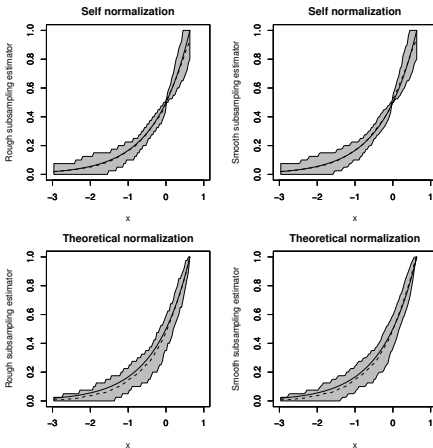 Self normalization
Rough subsampling estimator
1.0
0.8
0.6
0.4
0.2
0.0
−3 −2 −1 0 1
x
Self normalization
Smooth subsampling estimator
1.0
0.8
0.6
0.4
0.2
0.0
−3 −2 −1 0 1
x
Theoretical normalization
Rough subsampling estimator
1.0
0.8
0.6
0.4
0.2
0.0
−3 −2 −1 0 1
x
Theoretical normalization
Smooth subsampling estimator
1.0
0.8
0.6
0.4
0.2
0.0
−3 −2 −1 0 1
x